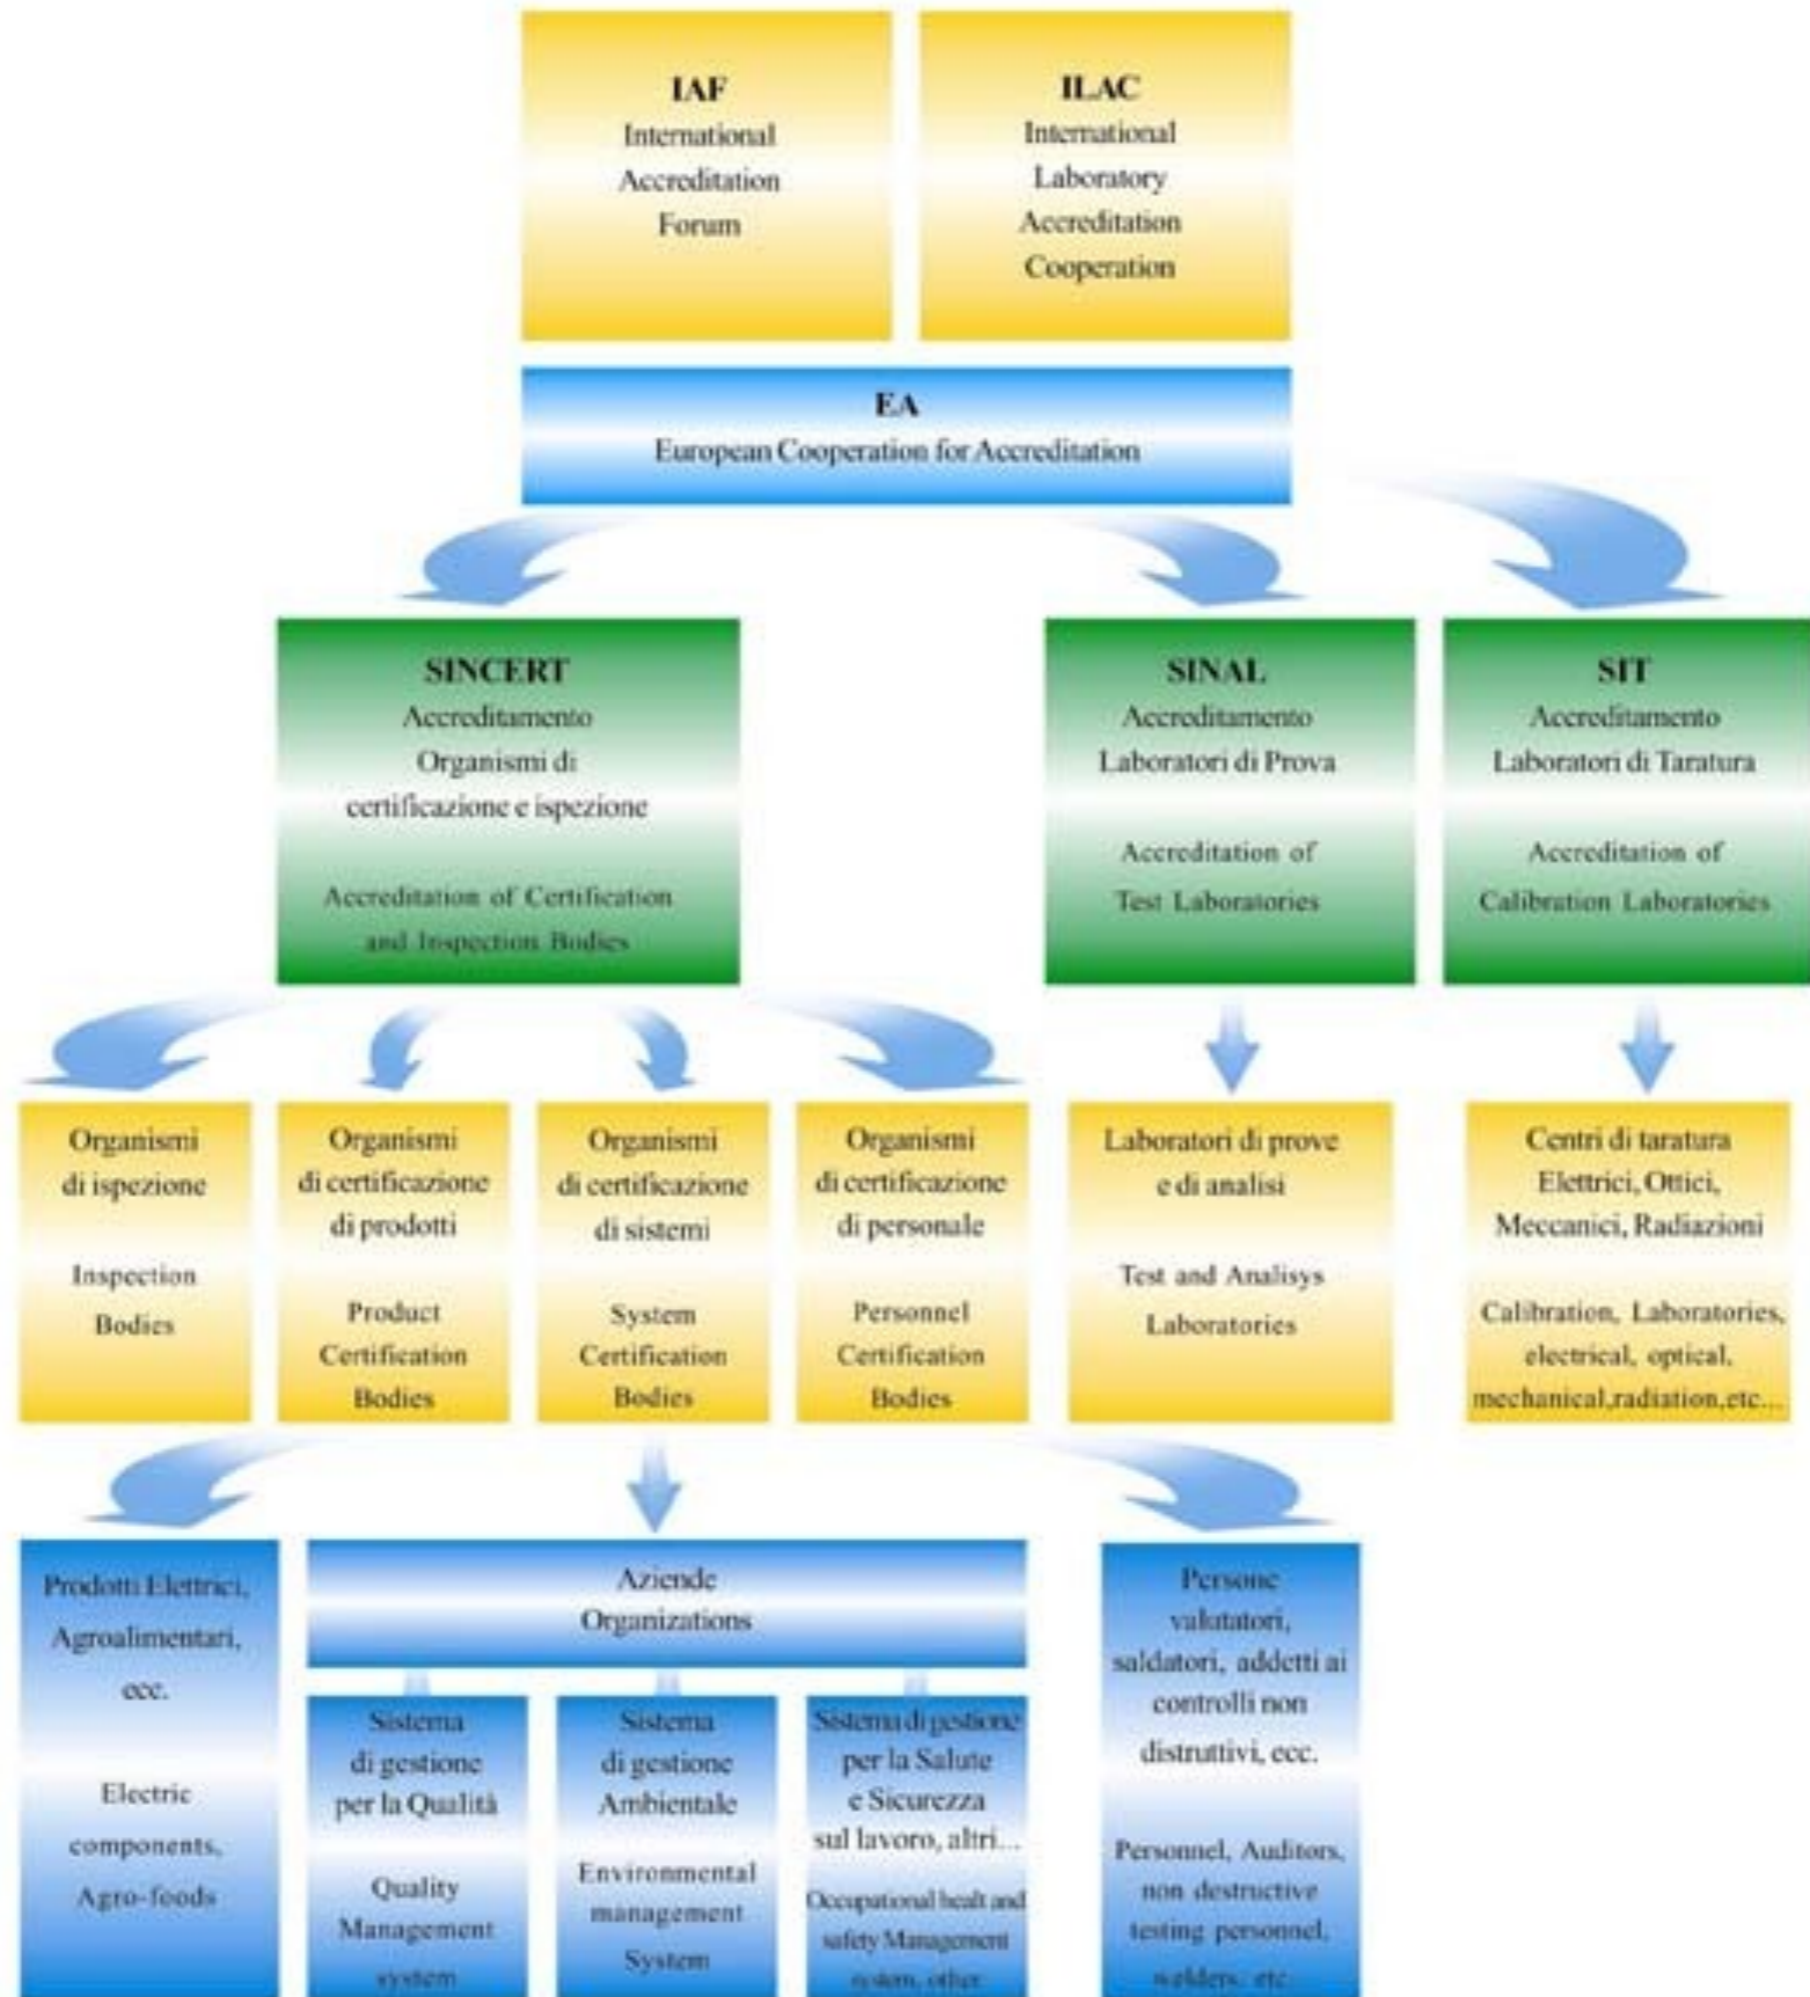 IAF
International
Accreditation
Forum
ILAC
International
Laboratory
Accreditation
Cooperation
EA
European Cooperation for Accreditation
SINCERT
Accreditamento
Organismi di
certificazione e ispezione
Accreditation of Certification
and Inspection Bodies
SINAL
Accreditamento
Laboratori di Prova
Accreditation of
Test Laboratories
SIT
Accreditamento
Laboratori di Taratura
Accreditation of
Calibration Laboratories
Organismi
di ispezione
Inspection
Bodies
Organismi
di certificazione
di prodotti
Product
Certification
Bodies
Organismi
di certificazione
di sistemi
System
Certification
Bodies
Organismi
di certificazione
di personale
Personnel
Certification
Bodies
Laboratori di prove
e di analisi
Test and Analisys
Laboratories
Centri di taratura
Elettrici, Ottici,
Meccanici, Radiazioni
Calibration, Laboratories,
electrical, optical,
mechanical,radiation,etc...
Prodotti Elettrici,
Agroalimentari,
ecc.
Electric
components,
Agro-foods
Aziende
Organizations
Sistema
di gestione
per la Qualità
Quality
Management
system
Sistema
di gestione
Ambientale
Environmental
management
System
Sistema di gestione
per la Salute
e Sicurezza
sul lavoro, altri...
Occupational healt and
safety Management
system, other
Persone
valutatori,
saldatori, addetti ai
controlli non
distruttivi, ecc.
Personnel, Auditors,
non destructive
testing personnel,
welders, etc